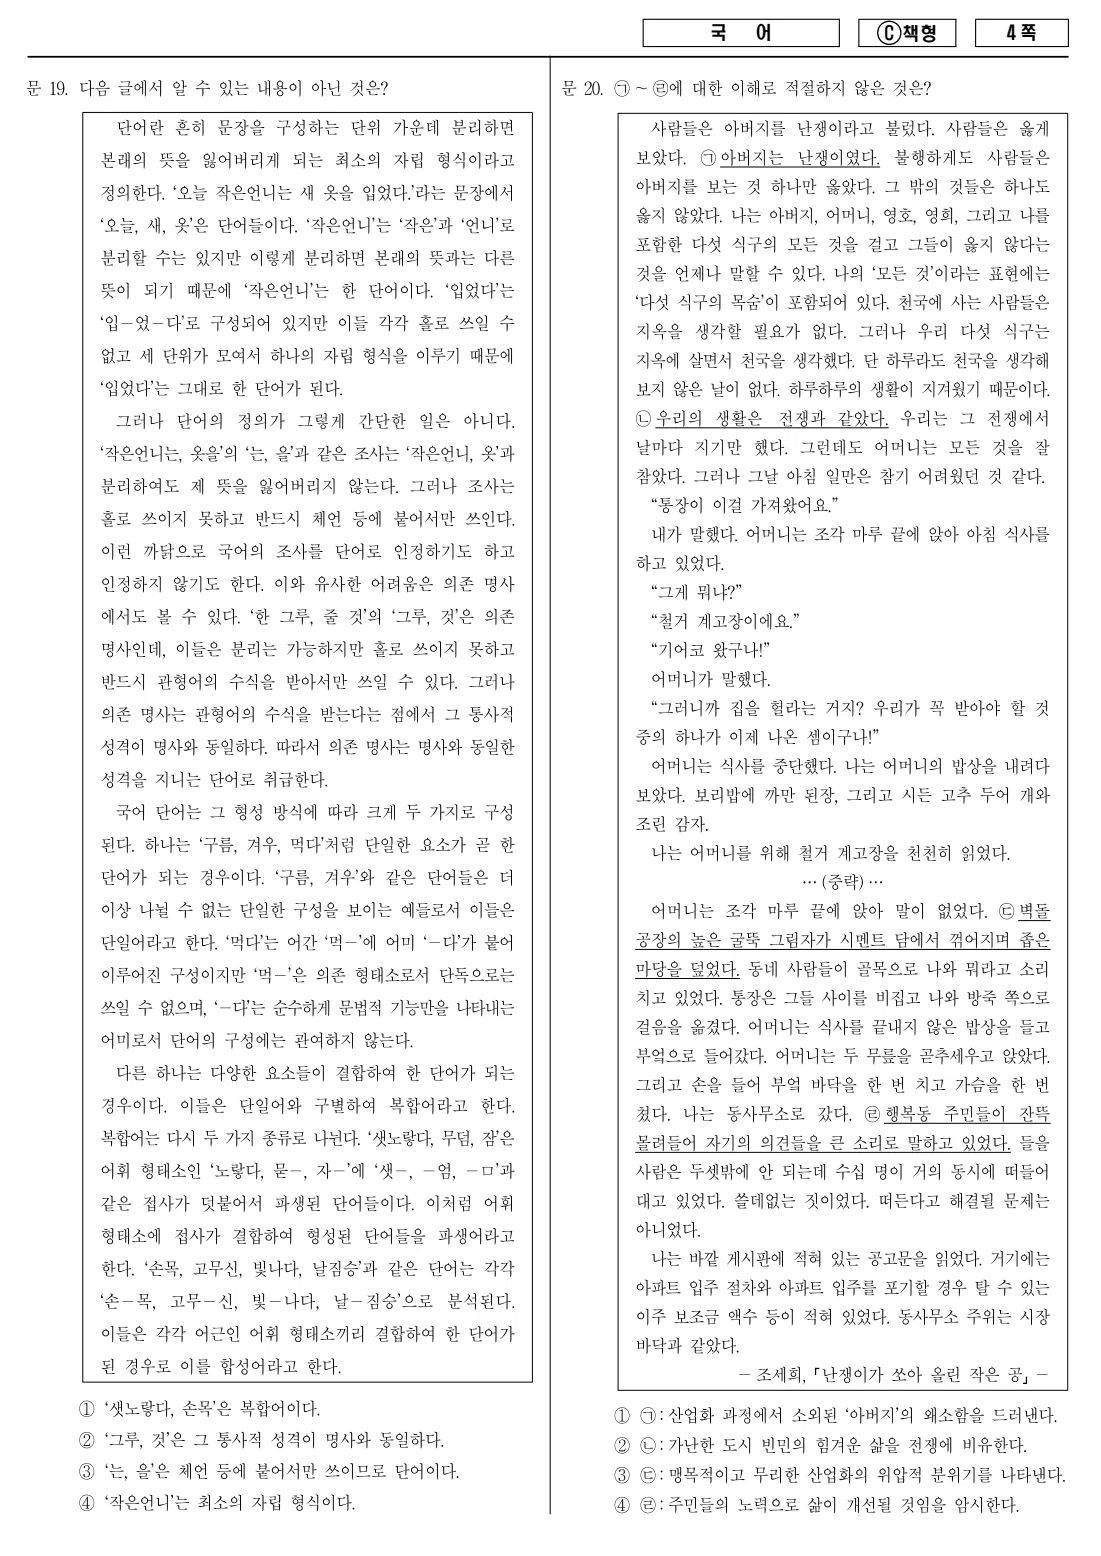 국 어
Ⓒ책형
4쪽
문 19. 다음 글에서 알 수 있는 내용이 아닌 것은?
단어란 흔히 문장을 구성하는 단위 가운데 분리하면
본래의 뜻을 잃어버리게 되는 최소의 자립 형식이라고
정의한다. ‘오늘 작은언니는 새 옷을 입었다.’라는 문장에서
‘오늘, 새, 옷’은 단어들이다. ‘작은언니’는 ‘작은’과 ‘언니’로
분리할 수는 있지만 이렇게 분리하면 본래의 뜻과는 다른
뜻이 되기 때문에 ‘작은언니’는 한 단어이다. ‘입었다’는
‘입－었－다’로 구성되어 있지만 이들 각각 홀로 쓰일 수
없고 세 단위가 모여서 하나의 자립 형식을 이루기 때문에
‘입었다’는 그대로 한 단어가 된다.
그러나 단어의 정의가 그렇게 간단한 일은 아니다.
‘작은언니는, 옷을’의 ‘는, 을’과 같은 조사는 ‘작은언니, 옷’과
분리하여도 제 뜻을 잃어버리지 않는다. 그러나 조사는
홀로 쓰이지 못하고 반드시 체언 등에 붙어서만 쓰인다.
이런 까닭으로 국어의 조사를 단어로 인정하기도 하고
인정하지 않기도 한다. 이와 유사한 어려움은 의존 명사
에서도 볼 수 있다. ‘한 그루, 줄 것’의 ‘그루, 것’은 의존
명사인데, 이들은 분리는 가능하지만 홀로 쓰이지 못하고
반드시 관형어의 수식을 받아서만 쓰일 수 있다. 그러나
의존 명사는 관형어의 수식을 받는다는 점에서 그 통사적
성격이 명사와 동일하다. 따라서 의존 명사는 명사와 동일한
성격을 지니는 단어로 취급한다.
국어 단어는 그 형성 방식에 따라 크게 두 가지로 구성
된다. 하나는 ‘구름, 겨우, 먹다’처럼 단일한 요소가 곧 한
단어가 되는 경우이다. ‘구름, 겨우’와 같은 단어들은 더
이상 나뉠 수 없는 단일한 구성을 보이는 예들로서 이들은
단일어라고 한다. ‘먹다’는 어간 ‘먹－’에 어미 ‘－다’가 붙어
이루어진 구성이지만 ‘먹－’은 의존 형태소로서 단독으로는
쓰일 수 없으며, ‘－다’는 순수하게 문법적 기능만을 나타내는
어미로서 단어의 구성에는 관여하지 않는다.
다른 하나는 다양한 요소들이 결합하여 한 단어가 되는
경우이다. 이들은 단일어와 구별하여 복합어라고 한다.
복합어는 다시 두 가지 종류로 나뉜다. ‘샛노랗다, 무덤, 잠’은
어휘 형태소인 ‘노랗다, 묻－, 자－’에 ‘샛－, －엄, －ㅁ’과
같은 접사가 덧붙어서 파생된 단어들이다. 이처럼 어휘
형태소에 접사가 결합하여 형성된 단어들을 파생어라고
한다. ‘손목, 고무신, 빛나다, 날짐승’과 같은 단어는 각각
‘손－목, 고무－신, 빛－나다, 날－짐승’으로 분석된다.
이들은 각각 어근인 어휘 형태소끼리 결합하여 한 단어가
된 경우로 이를 합성어라고 한다.
① ‘샛노랗다, 손목’은 복합어이다.
② ‘그루, 것’은 그 통사적 성격이 명사와 동일하다.
③ ‘는, 을’은 체언 등에 붙어서만 쓰이므로 단어이다.
④ ‘작은언니’는 최소의 자립 형식이다.
문 20. ㉠ ~ ㉣에 대한 이해로 적절하지 않은 것은?
사람들은 아버지를 난쟁이라고 불렀다. 사람들은 옳게
보았다. ㉠ 아버지는 난쟁이였다. 불행하게도 사람들은
아버지를 보는 것 하나만 옳았다. 그 밖의 것들은 하나도
옳지 않았다. 나는 아버지, 어머니, 영호, 영희, 그리고 나를
포함한 다섯 식구의 모든 것을 걸고 그들이 옳지 않다는
것을 언제나 말할 수 있다. 나의 ‘모든 것’이라는 표현에는
‘다섯 식구의 목숨’이 포함되어 있다. 천국에 사는 사람들은
지옥을 생각할 필요가 없다. 그러나 우리 다섯 식구는
지옥에 살면서 천국을 생각했다. 단 하루라도 천국을 생각해
보지 않은 날이 없다. 하루하루의 생활이 지겨웠기 때문이다.
㉡ 우리의 생활은 전쟁과 같았다. 우리는 그 전쟁에서
날마다 지기만 했다. 그런데도 어머니는 모든 것을 잘
참았다. 그러나 그날 아침 일만은 참기 어려웠던 것 같다.
“통장이 이걸 가져왔어요.”
내가 말했다. 어머니는 조각 마루 끝에 앉아 아침 식사를
하고 있었다.
“그게 뭐냐?”
“철거 계고장이에요.”
“기어코 왔구나!”
어머니가 말했다.
“그러니까 집을 헐라는 거지? 우리가 꼭 받아야 할 것
중의 하나가 이제 나온 셈이구나!”
어머니는 식사를 중단했다. 나는 어머니의 밥상을 내려다
보았다. 보리밥에 까만 된장, 그리고 시든 고추 두어 개와
조린 감자.
나는 어머니를 위해 철거 계고장을 천천히 읽었다.
… (중략) …
어머니는 조각 마루 끝에 앉아 말이 없었다. ㉢ 벽돌
공장의 높은 굴뚝 그림자가 시멘트 담에서 꺾어지며 좁은
마당을 덮었다. 동네 사람들이 골목으로 나와 뭐라고 소리
치고 있었다. 통장은 그들 사이를 비집고 나와 방죽 쪽으로
걸음을 옮겼다. 어머니는 식사를 끝내지 않은 밥상을 들고
부엌으로 들어갔다. 어머니는 두 무릎을 곧추세우고 앉았다.
그리고 손을 들어 부엌 바닥을 한 번 치고 가슴을 한 번
쳤다. 나는 동사무소로 갔다. ㉣ 행복동 주민들이 잔뜩
몰려들어 자기의 의견들을 큰 소리로 말하고 있었다. 들을
사람은 두셋밖에 안 되는데 수십 명이 거의 동시에 떠들어
대고 있었다. 쓸데없는 짓이었다. 떠든다고 해결될 문제는
아니었다.
나는 바깥 게시판에 적혀 있는 공고문을 읽었다. 거기에는
아파트 입주 절차와 아파트 입주를 포기할 경우 탈 수 있는
이주 보조금 액수 등이 적혀 있었다. 동사무소 주위는 시장
바닥과 같았다.
－ 조세희, ｢난쟁이가 쏘아 올린 작은 공｣ －
① ㉠ : 산업화 과정에서 소외된 ‘아버지’의 왜소함을 드러낸다.
② ㉡ : 가난한 도시 빈민의 힘겨운 삶을 전쟁에 비유한다.
③ ㉢ : 맹목적이고 무리한 산업화의 위압적 분위기를 나타낸다.
④ ㉣ : 주민들의 노력으로 삶이 개선될 것임을 암시한다.